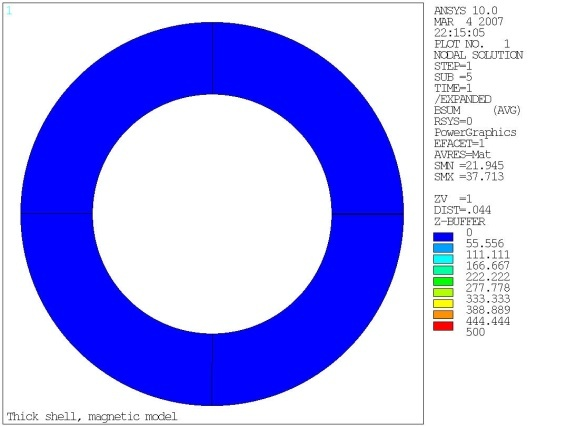 1
ANSYS 10.0
MAR  4 2007
22:15:05
PLOT NO.   1
NODAL SOLUTION
STEP=1
SUB =5
TIME=1
/EXPANDED
BSUM     (AVG)
RSYS=0
PowerGraphics
EFACET=1
AVRES=Mat
SMN =21.945
SMX =37.713
ZV  =1
DIST=.044
Z-BUFFER
0
55.556
111.111
166.667
222.222
277.778
333.333
388.889
444.444
500
Thick shell, magnetic model